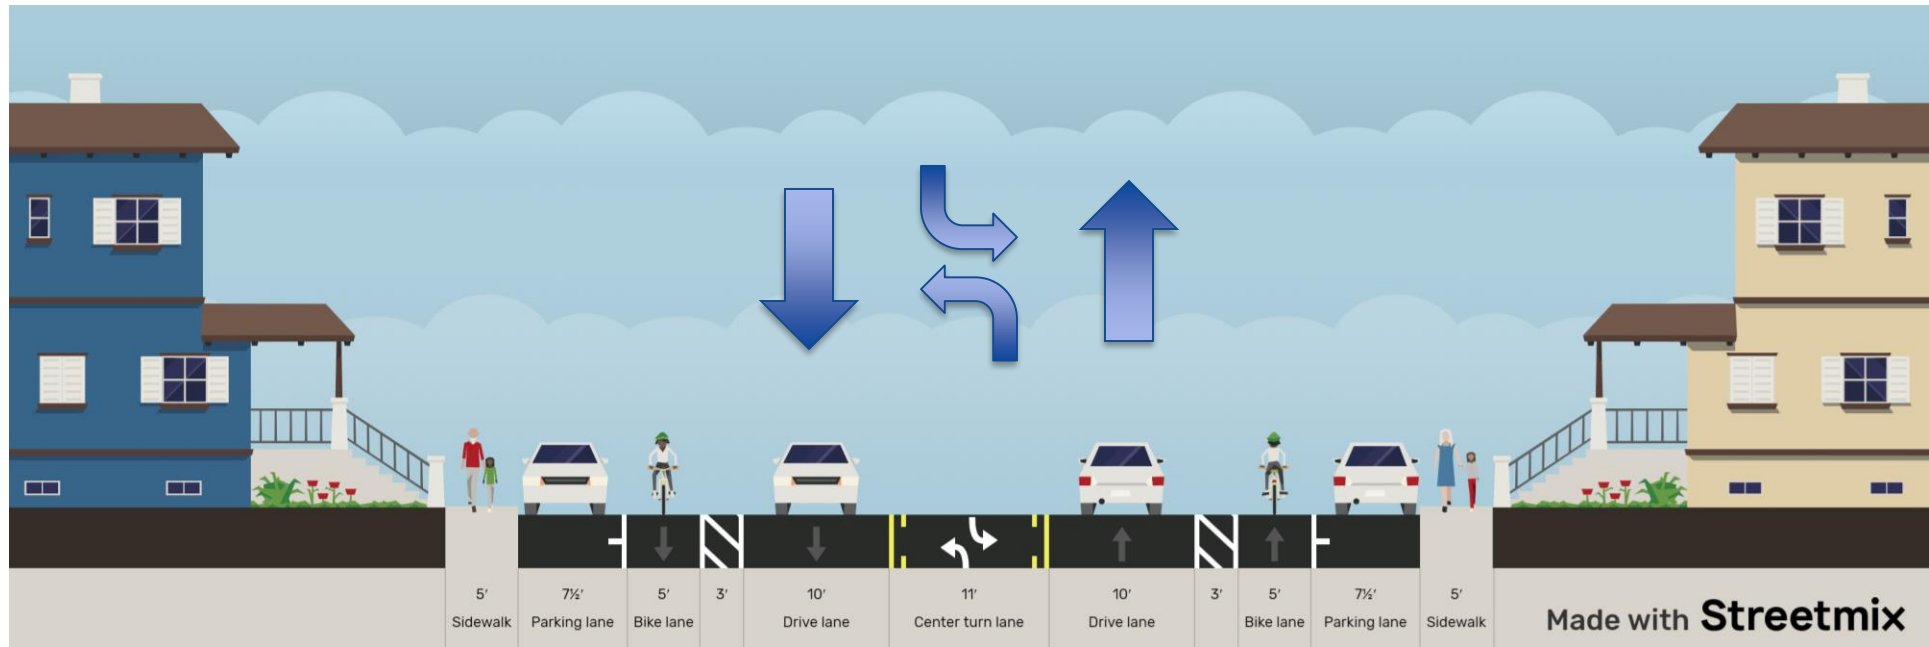 5′ 7½′ 5′ 3′ 10′ 11′ 10′ 3′ 5′ 7½′ 5′
Sidewalk Parking lane Bike lane Drive lane Center turn lane Drive lane Bike lane Parking lane Sidewalk
Made with Streetmix